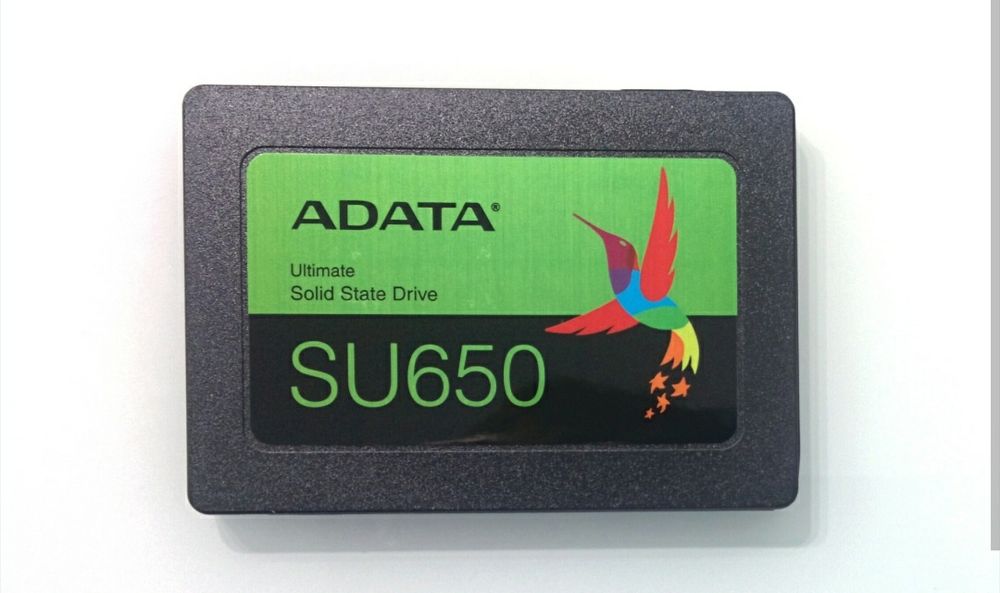 ADATA®
Ultimate
Solid State Drive
SU650